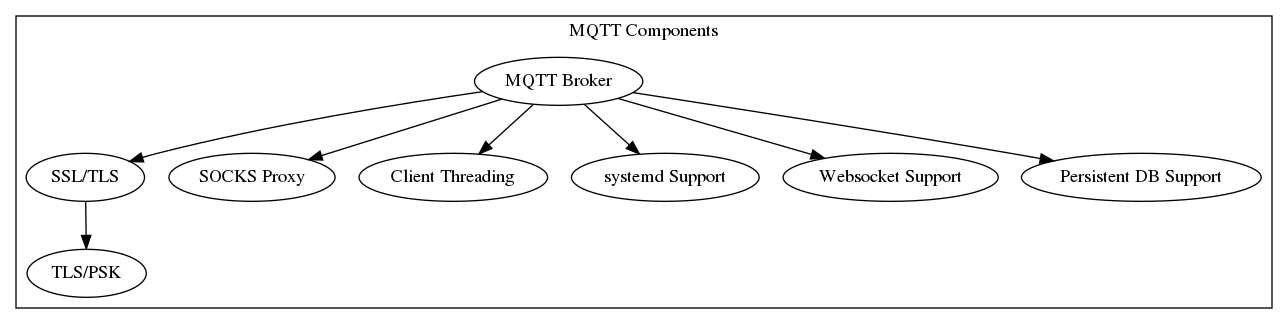 MQTT Components
MQTT Broker
SSL/TLS
SOCKS Proxy
Client Threading
systemd Support
Websocket Support
Persistent DB Support
TLS/PSK